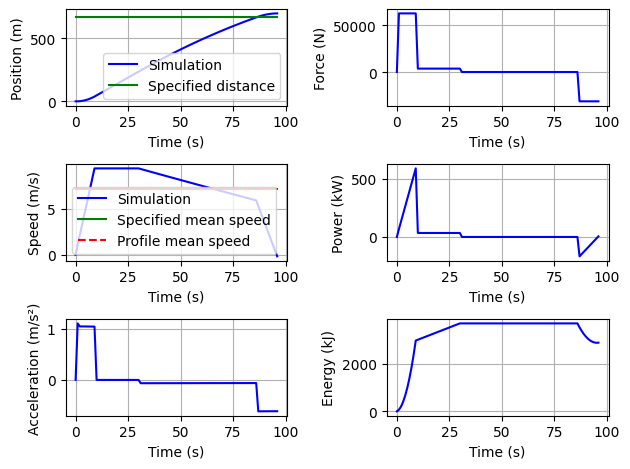 Position (m)
500
0
Simulation
Specified distance
0
25
50
75
100
Time (s)
Force (N)
50000
0
0
25
50
75
100
Time (s)
Speed (m/s)
5
0
Simulation
Specified mean speed
Profile mean speed
0
25
50
75
100
Time (s)
Power (kW)
500
0
0
25
50
75
100
Time (s)
Acceleration (m/s²)
1
0
0
25
50
75
100
Time (s)
Energy (kJ)
2000
0
0
25
50
75
100
Time (s)